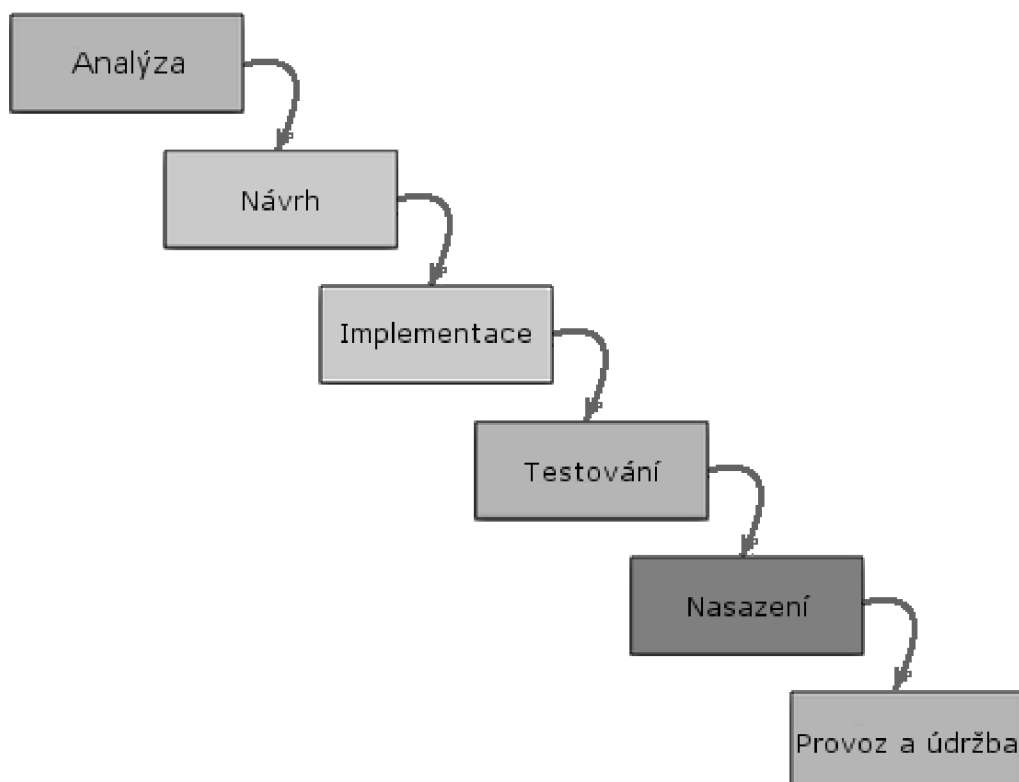 Analýza
Návrh
Implementace
Testování
Nasazení
Provoz a údržba